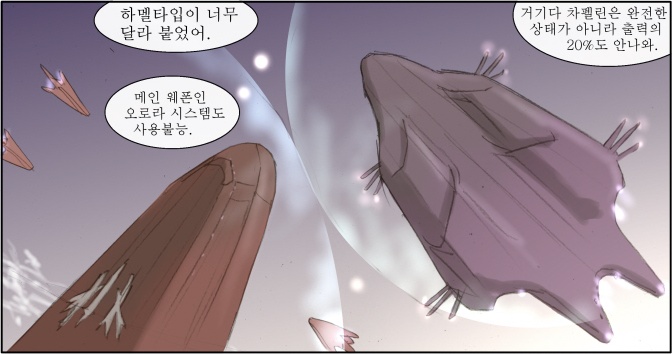 하멜타입이 너무
달라 붙었어.
메인 웨폰인
오로라 시스템도
사용불능.
거기다 차펠린은 완전한
상태가 아니라 출력의
20%도 안나와.